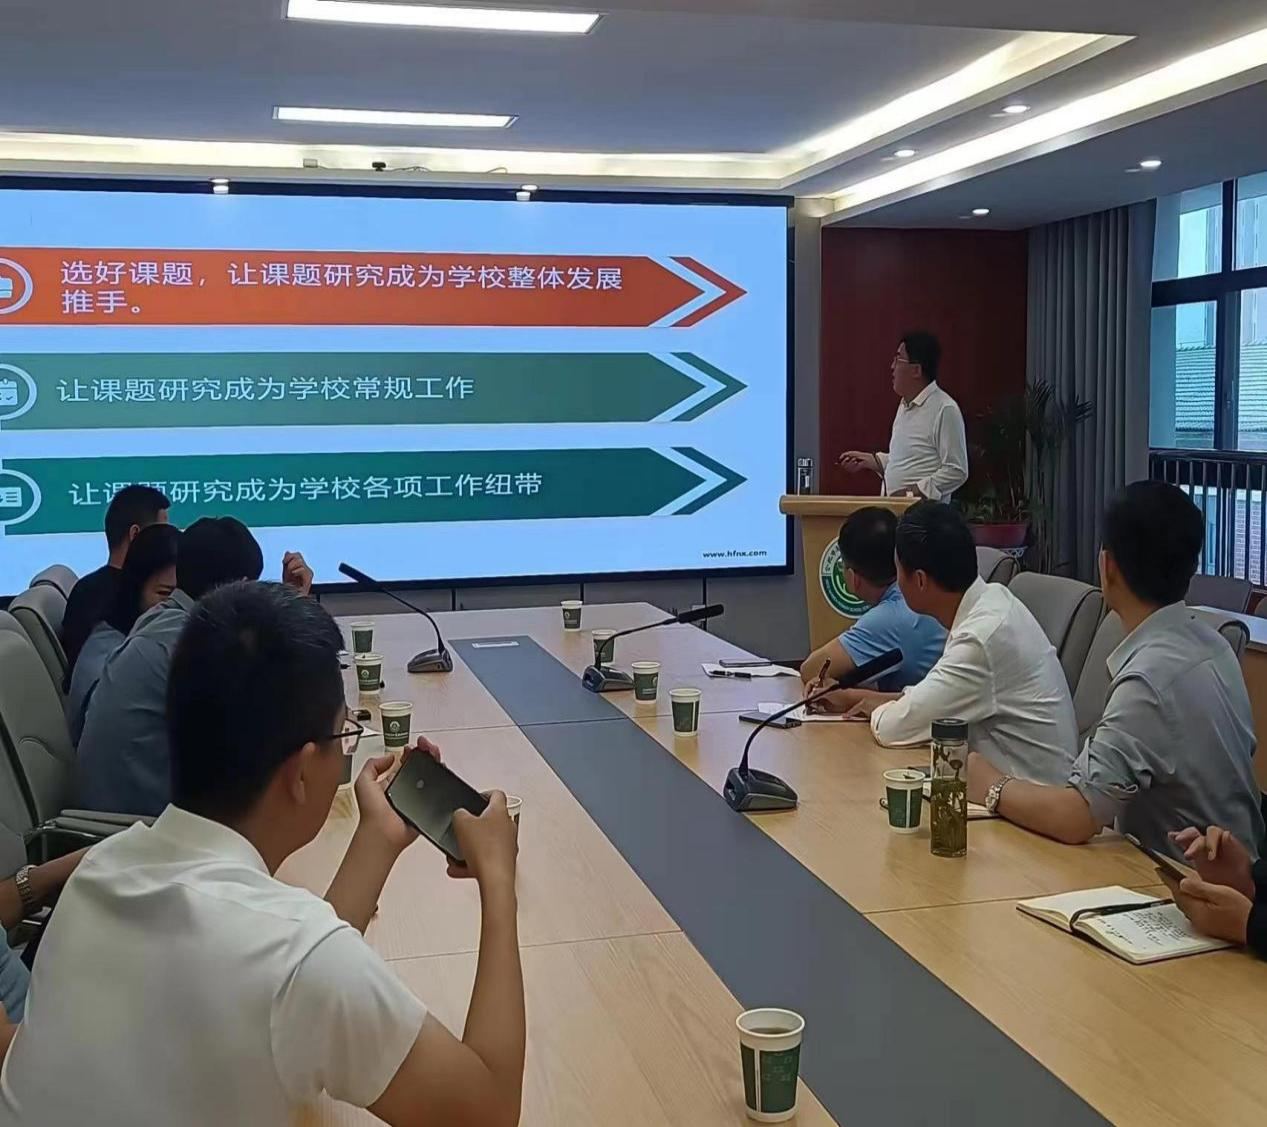 选好课题，让课题研究成为学校整体发展
推手。
让课题研究成为学校常规工作
让课题研究成为学校各项工作纽带
www.hfnx.com